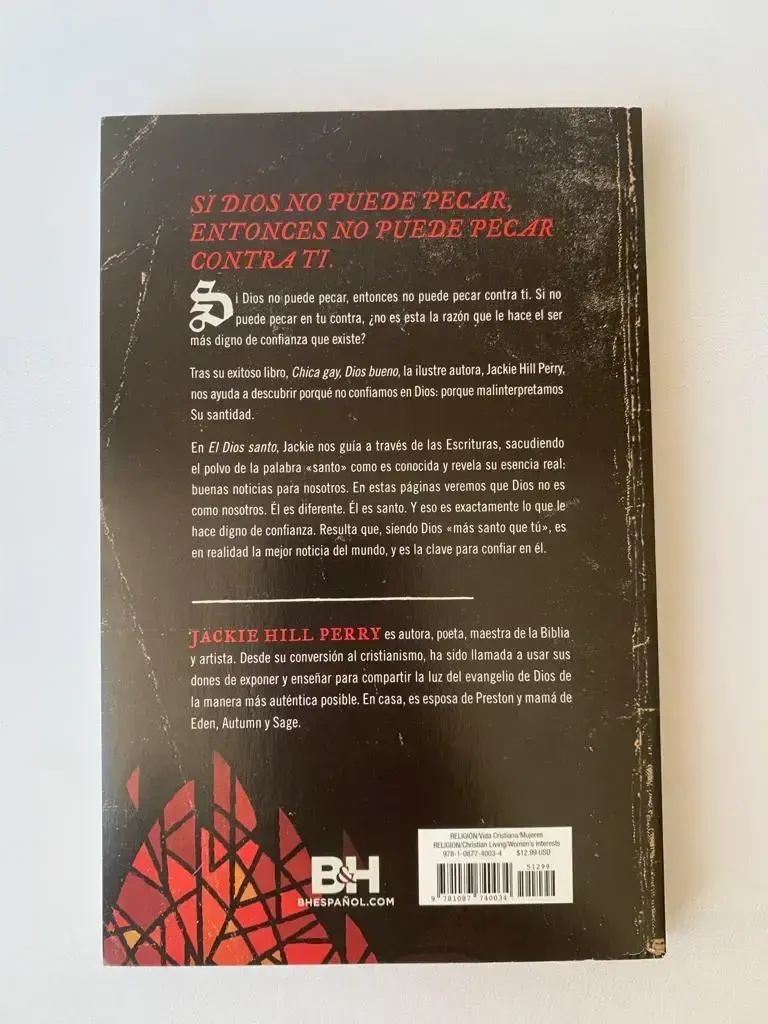 SI DIOS NO PUEDE PECAR,
ENTONCES NO PUEDE PECAR
CONTRA TI.
Si Dios no puede pecar, entonces no puede pecar contra ti. Si no
puede pecar en tu contra, ¿no es esta la razón que le hace el ser
más digno de confianza que existe?
Tras su exitoso libro, Chica gay, Dios bueno, la ilustre autora, Jackie Hill Perry,
nos ayuda a descubrir porqué no confiamos en Dios: porque malinterpretamos
Su santidad.
En El Dios santo, Jackie nos guía a través de las Escrituras, sacudiendo
el polvo de la palabra «santo» como es conocida y revela su esencia real:
buenas noticias para nosotros. En estas páginas veremos que Dios no es
como nosotros. Él es diferente. Él es santo. Y eso es exactamente lo que le
hace digno de confianza. Resulta que, siendo Dios «más santo que tú», es
en realidad la mejor noticia del mundo, y es la clave para confiar en él.
JACKIE HILL PERRY es autora, poeta, maestra de la Biblia
y artista. Desde su conversión al cristianismo, ha sido llamada a usar sus
dones de exponer y enseñar para compartir la luz del evangelio de Dios de
la manera más auténtica posible. En casa, es esposa de Preston y mamá de
Eden, Autumn y Sage.
B&H
BHESPAÑOL.COM
RELIGIÓN/Vida Cristiana/Mujeres
RELIGION/Christian Living/Women's Interests
978-1-0877-4003-4 $12.99 USD
51299
9 781087 740034